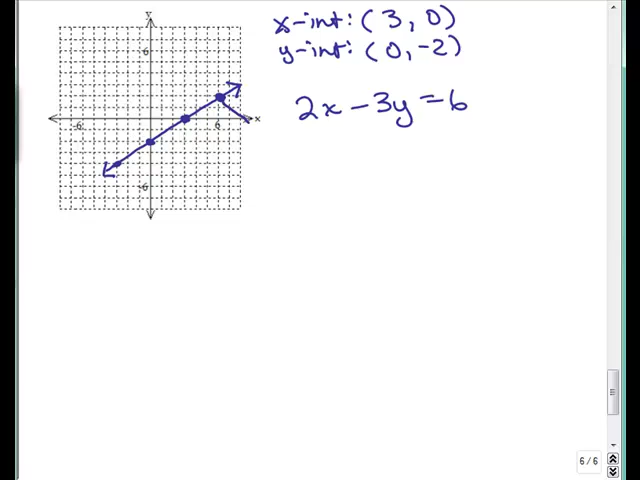 x-int: (3, 0)
y-int: (0, -2)
2x - 3y = 6
y
6
-6
6
x
-6
6 / 6